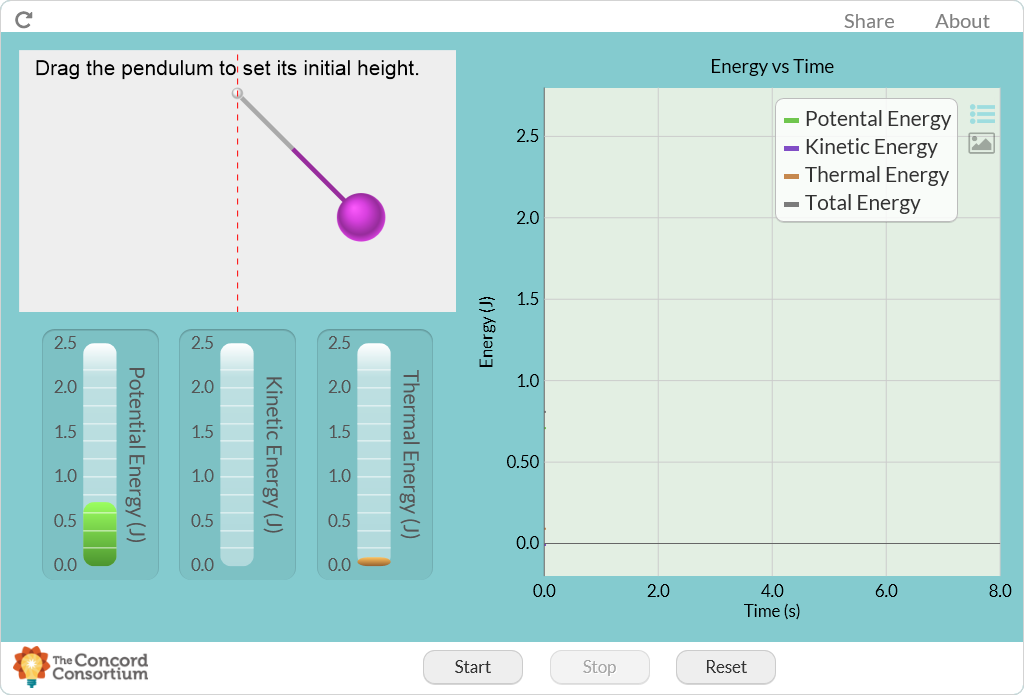 Share About
Drag the pendulum to set its initial height.
2.5
2.0
1.5
1.0
0.5
0.0
Potential Energy (J)
2.5
2.0
1.5
1.0
0.5
0.0
Kinetic Energy (J)
2.5
2.0
1.5
1.0
0.5
0.0
Thermal Energy (J)
Energy vs Time
Potental Energy
Kinetic Energy
Thermal Energy
Total Energy
Energy (J)
2.5
2.0
1.5
1.0
0.50
0.0
0.0 2.0 4.0 6.0 8.0
Time (s)
The Concord
Consortium
Start Stop Reset